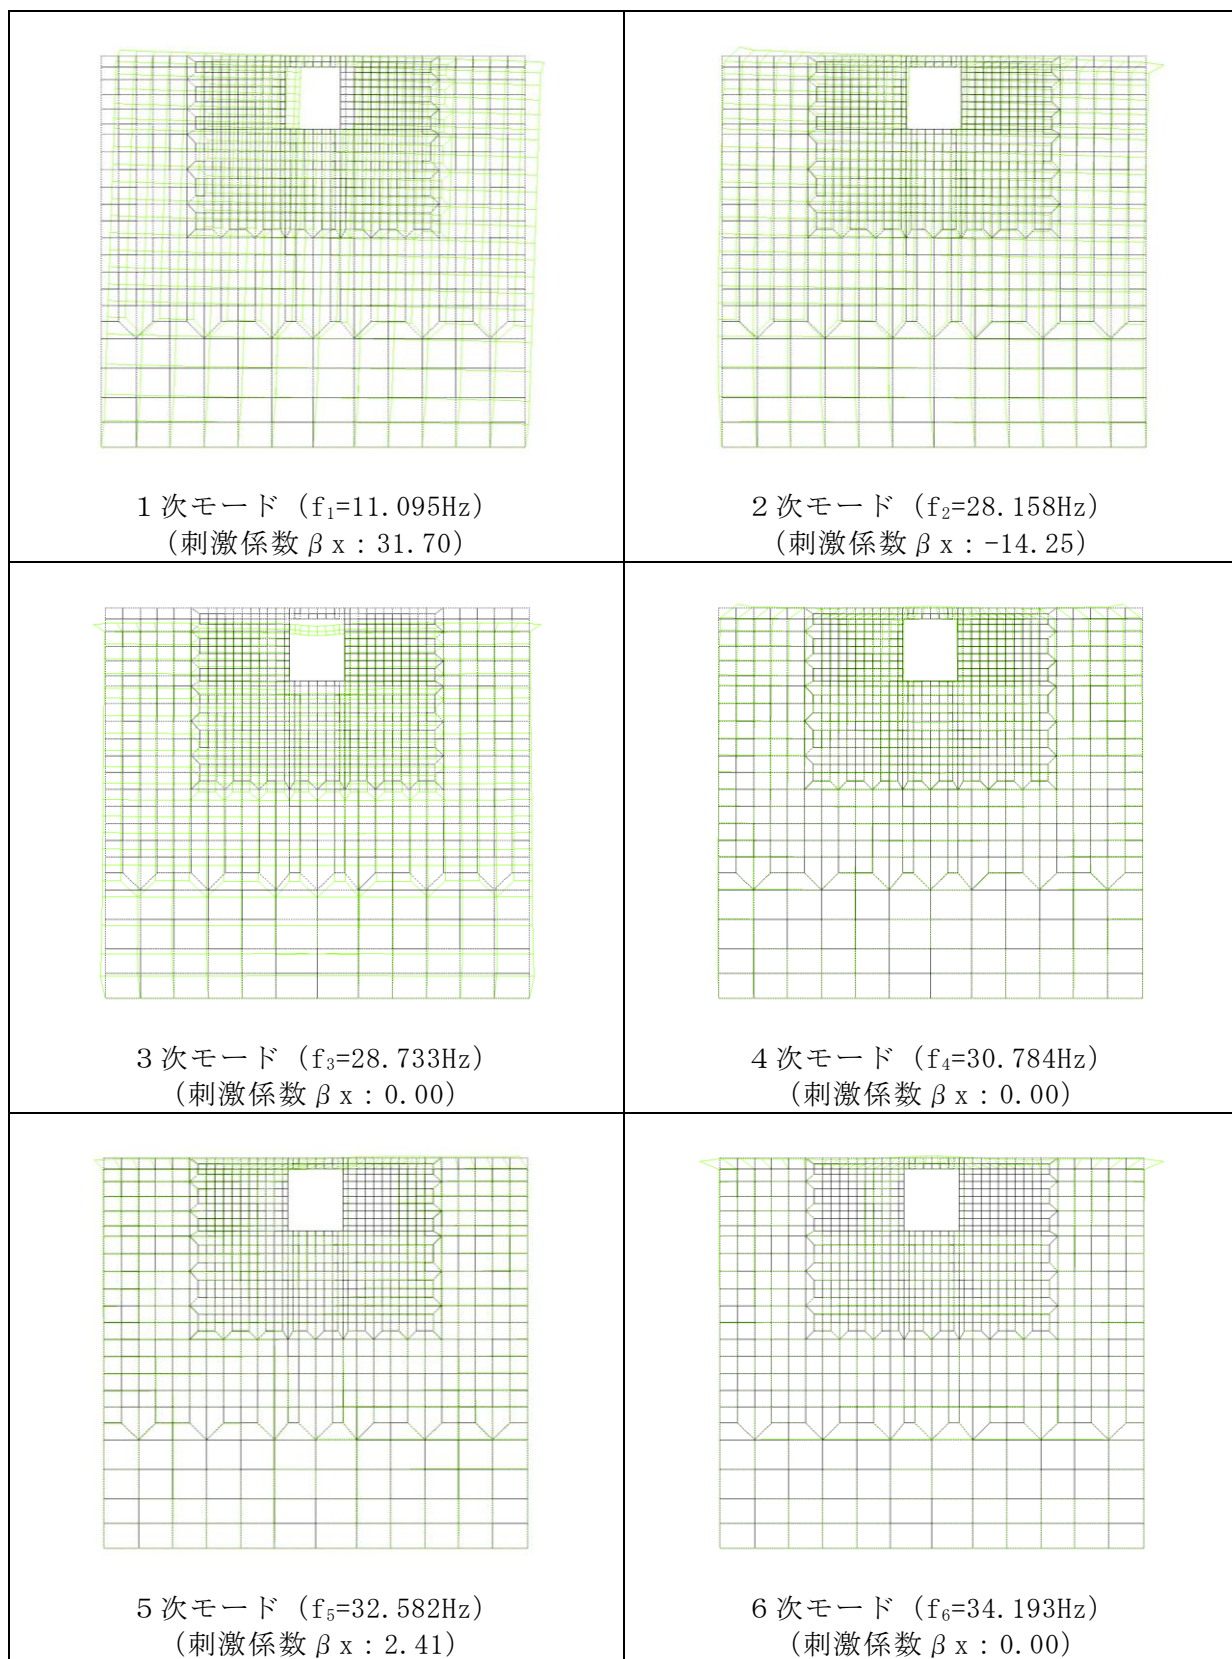 1次モード（f₁=11.095Hz）
（刺激係数βx：31.70）
2次モード（f₂=28.158Hz）
（刺激係数βx：-14.25）
3次モード（f₃=28.733Hz）
（刺激係数βx：0.00）
4次モード（f₄=30.784Hz）
（刺激係数βx：0.00）
5次モード（f₅=32.582Hz）
（刺激係数βx：2.41）
6次モード（f₆=34.193Hz）
（刺激係数βx：0.00）